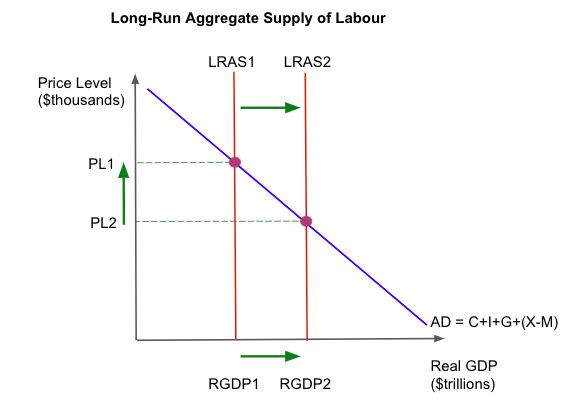 Long-Run Aggregate Supply of Labour
LRAS1 LRAS2
Price Level
($thousands)
PL1
PL2
AD = C+I+G+(X-M)
Real GDP
($trillions)
RGDP1 RGDP2